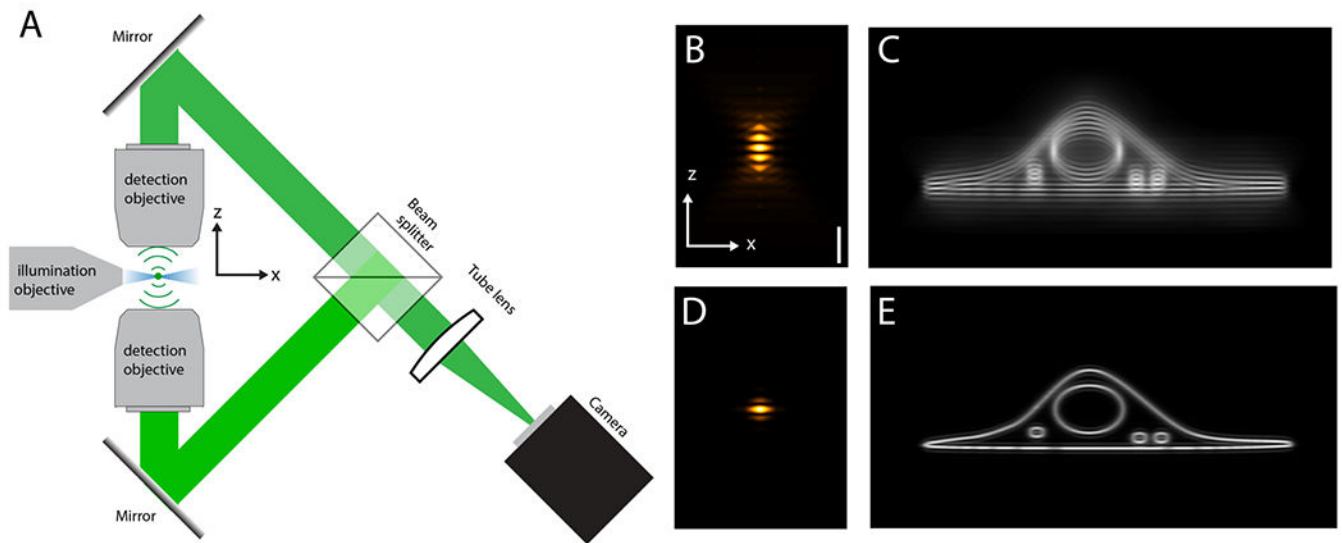 A
Mirror
detection
objective
z
x
illumination
objective
detection
objective
Mirror
Beam
splitter
Tube lens
Camera
B
z
x
C
D
E